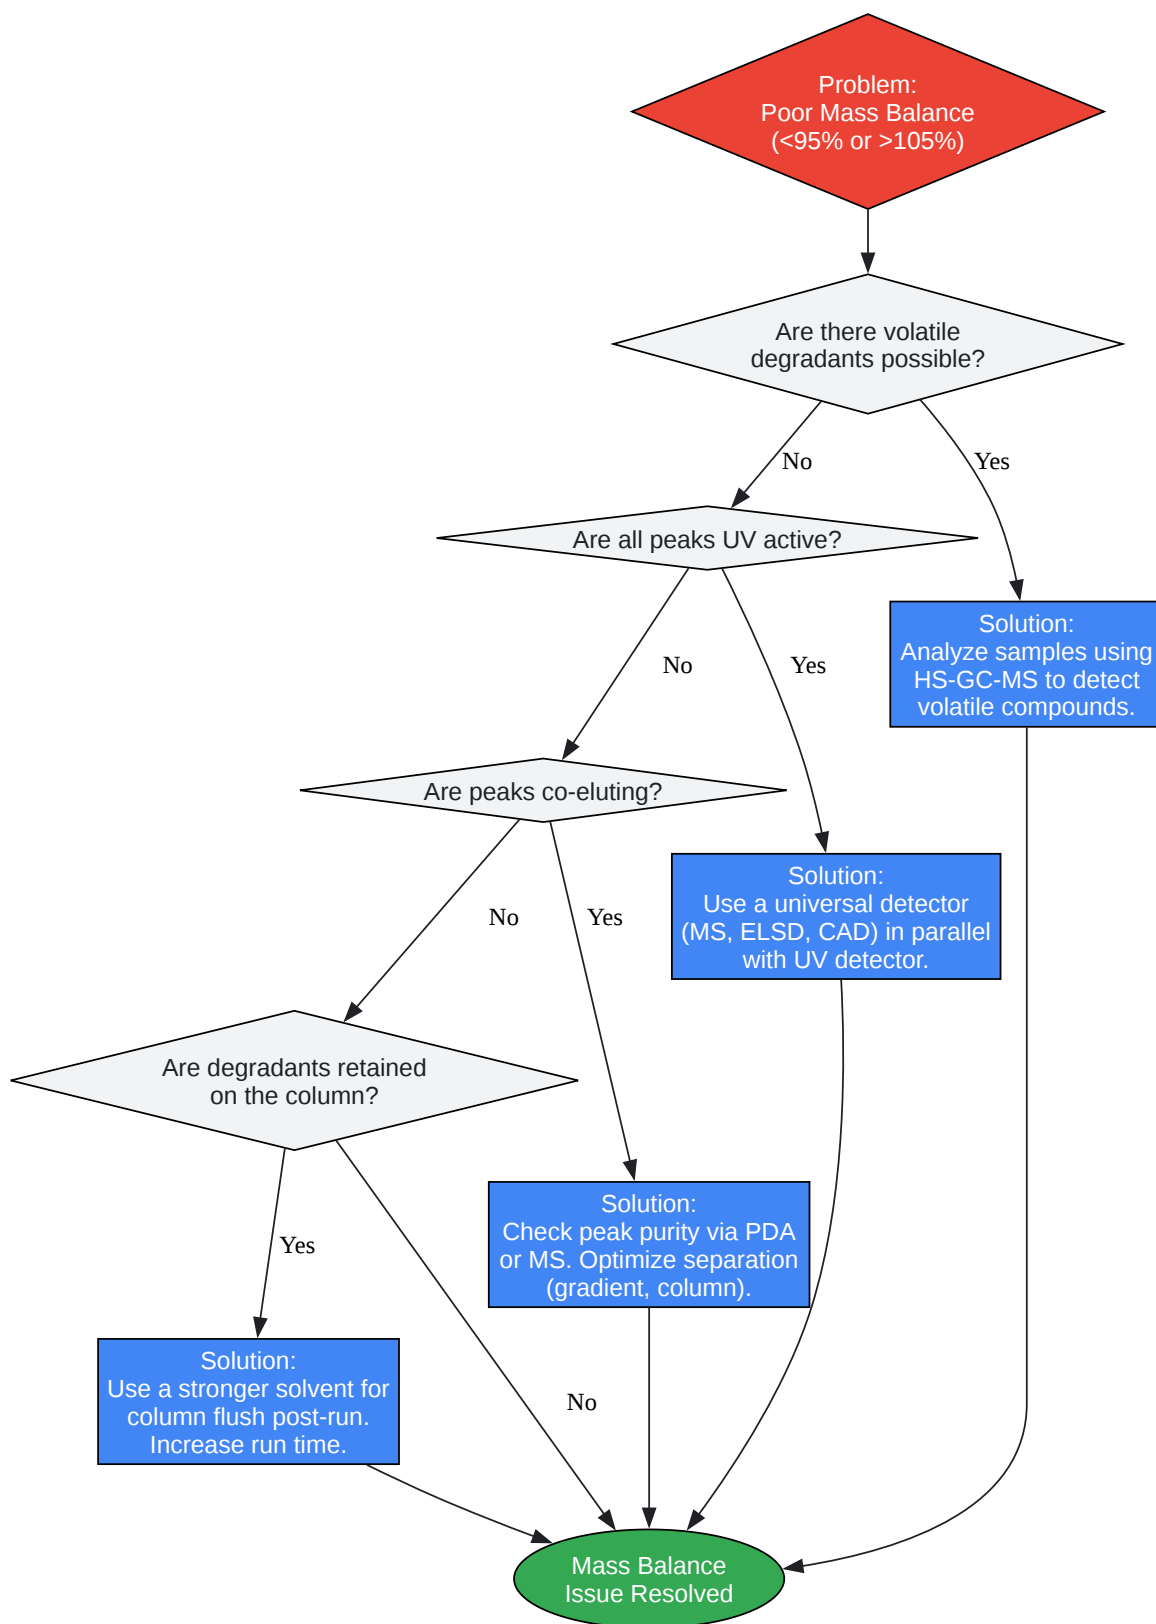 Problem:
Poor Mass Balance
(<95% or >105%)
Are there volatile
degradants possible?
No
Yes
Are all peaks UV active?
Solution:
Analyze samples using
HS-GC-MS to detect
volatile compounds.
No
Yes
Are peaks co-eluting?
Solution:
Use a universal detector
(MS, ELSD, CAD) in parallel
with UV detector.
No
Yes
Are degradants retained
on the column?
Solution:
Check peak purity via PDA
or MS. Optimize separation
(gradient, column).
Yes
Solution:
Use a stronger solvent for
column flush post-run.
Increase run time.
No
Mass Balance
Issue Resolved